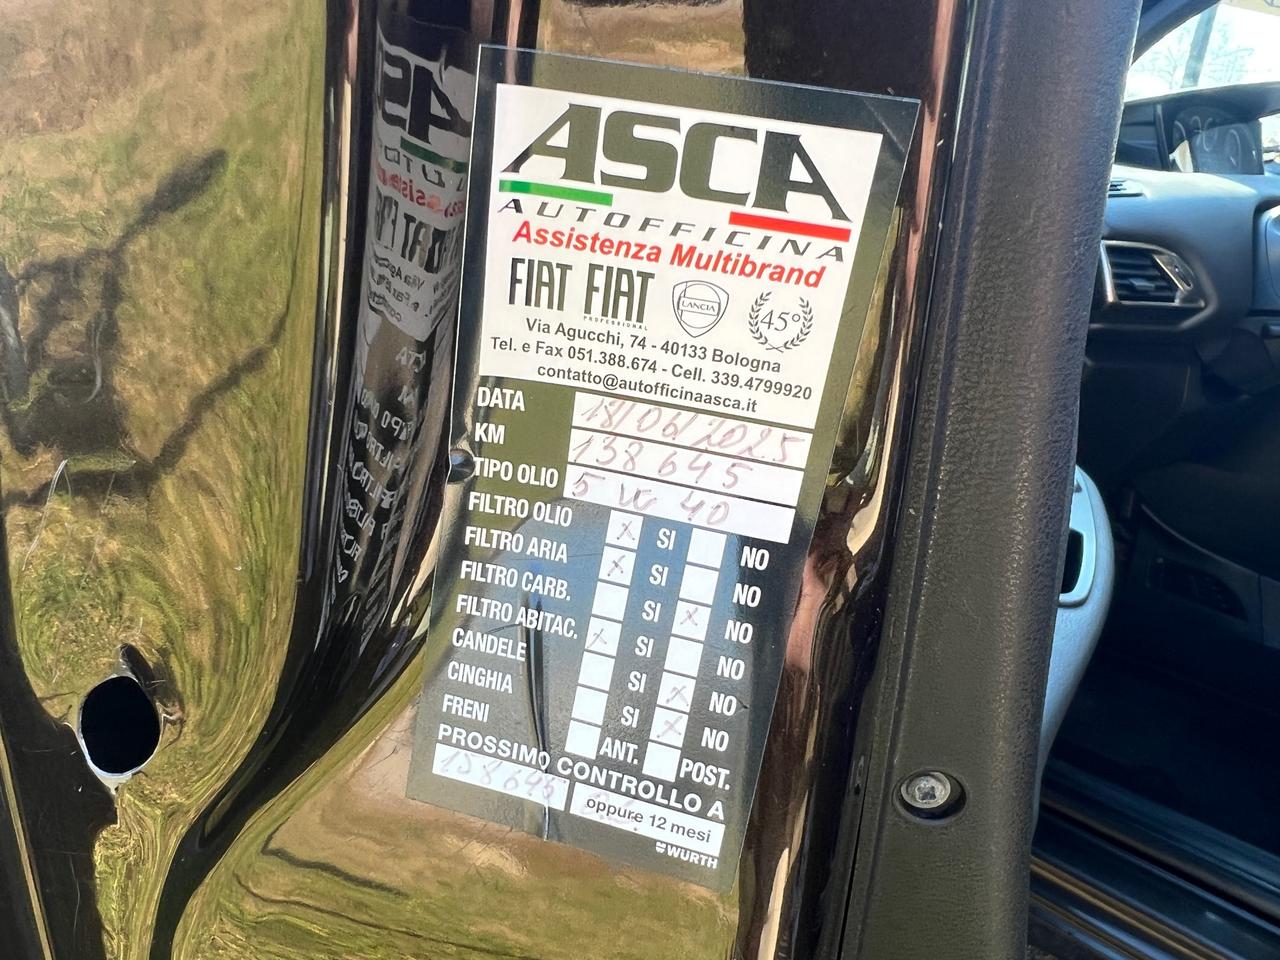 ASCA
AUTOFFICINA
Assistenza Multibrand
FIAT FIAT PROFESSIONAL LANCIA 45°
Via Agucchi, 74 - 40133 Bologna
Tel. e Fax 051.388.674 - Cell. 339.4799920
contatto@autofficinaasca.it
DATA 18/06/2025
KM 138645
TIPO OLIO 5 W 40
FILTRO OLIO x SI NO
FILTRO ARIA x SI NO
FILTRO CARB. SI x NO
FILTRO ABITAC. x SI NO
CANDELE SI x NO
CINGHIA SI x NO
FRENI ANT. POST.
PROSSIMO CONTROLLO A
158645 oppure 12 mesi
WÜRTH